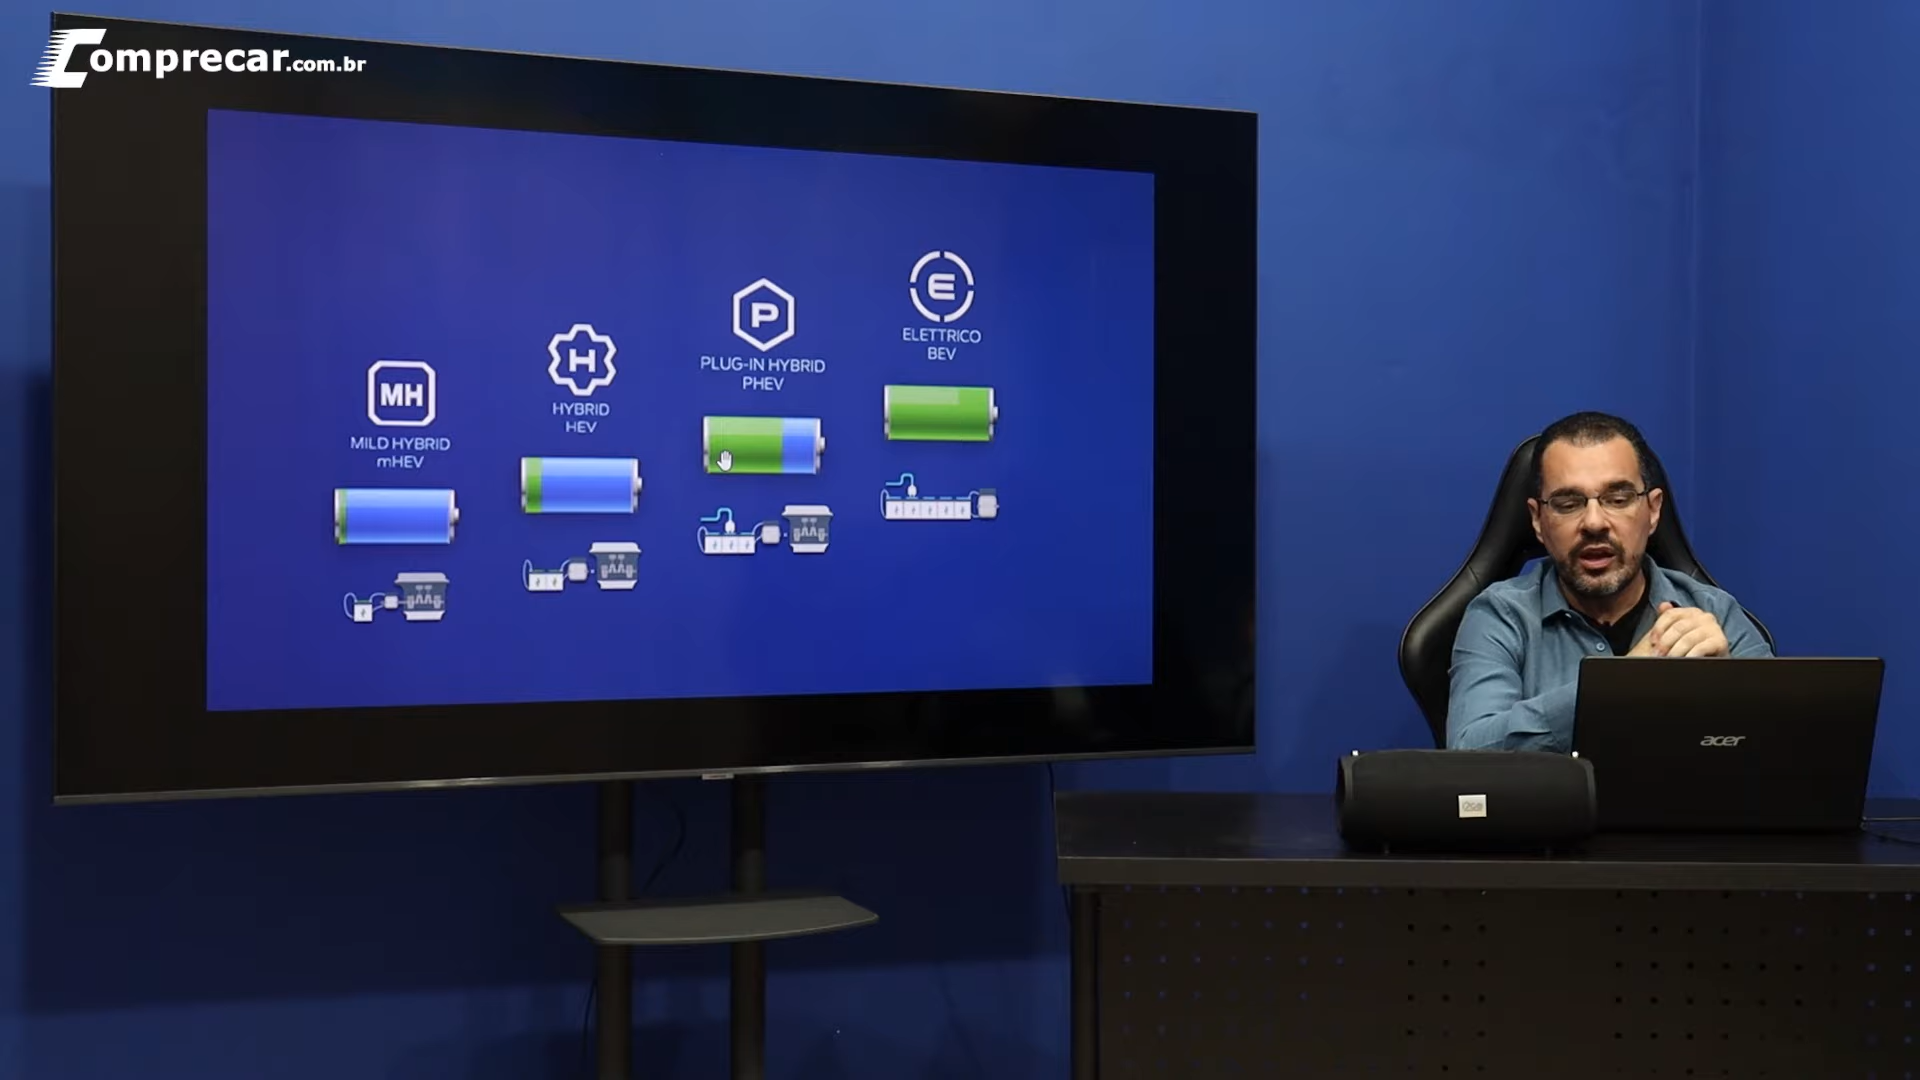 Comprecar.com.br
MH
MILD HYBRID
mHEV
H
HYBRID
HEV
P
PLUG-IN HYBRID
PHEV
E
ELETTRICO
BEV
acer